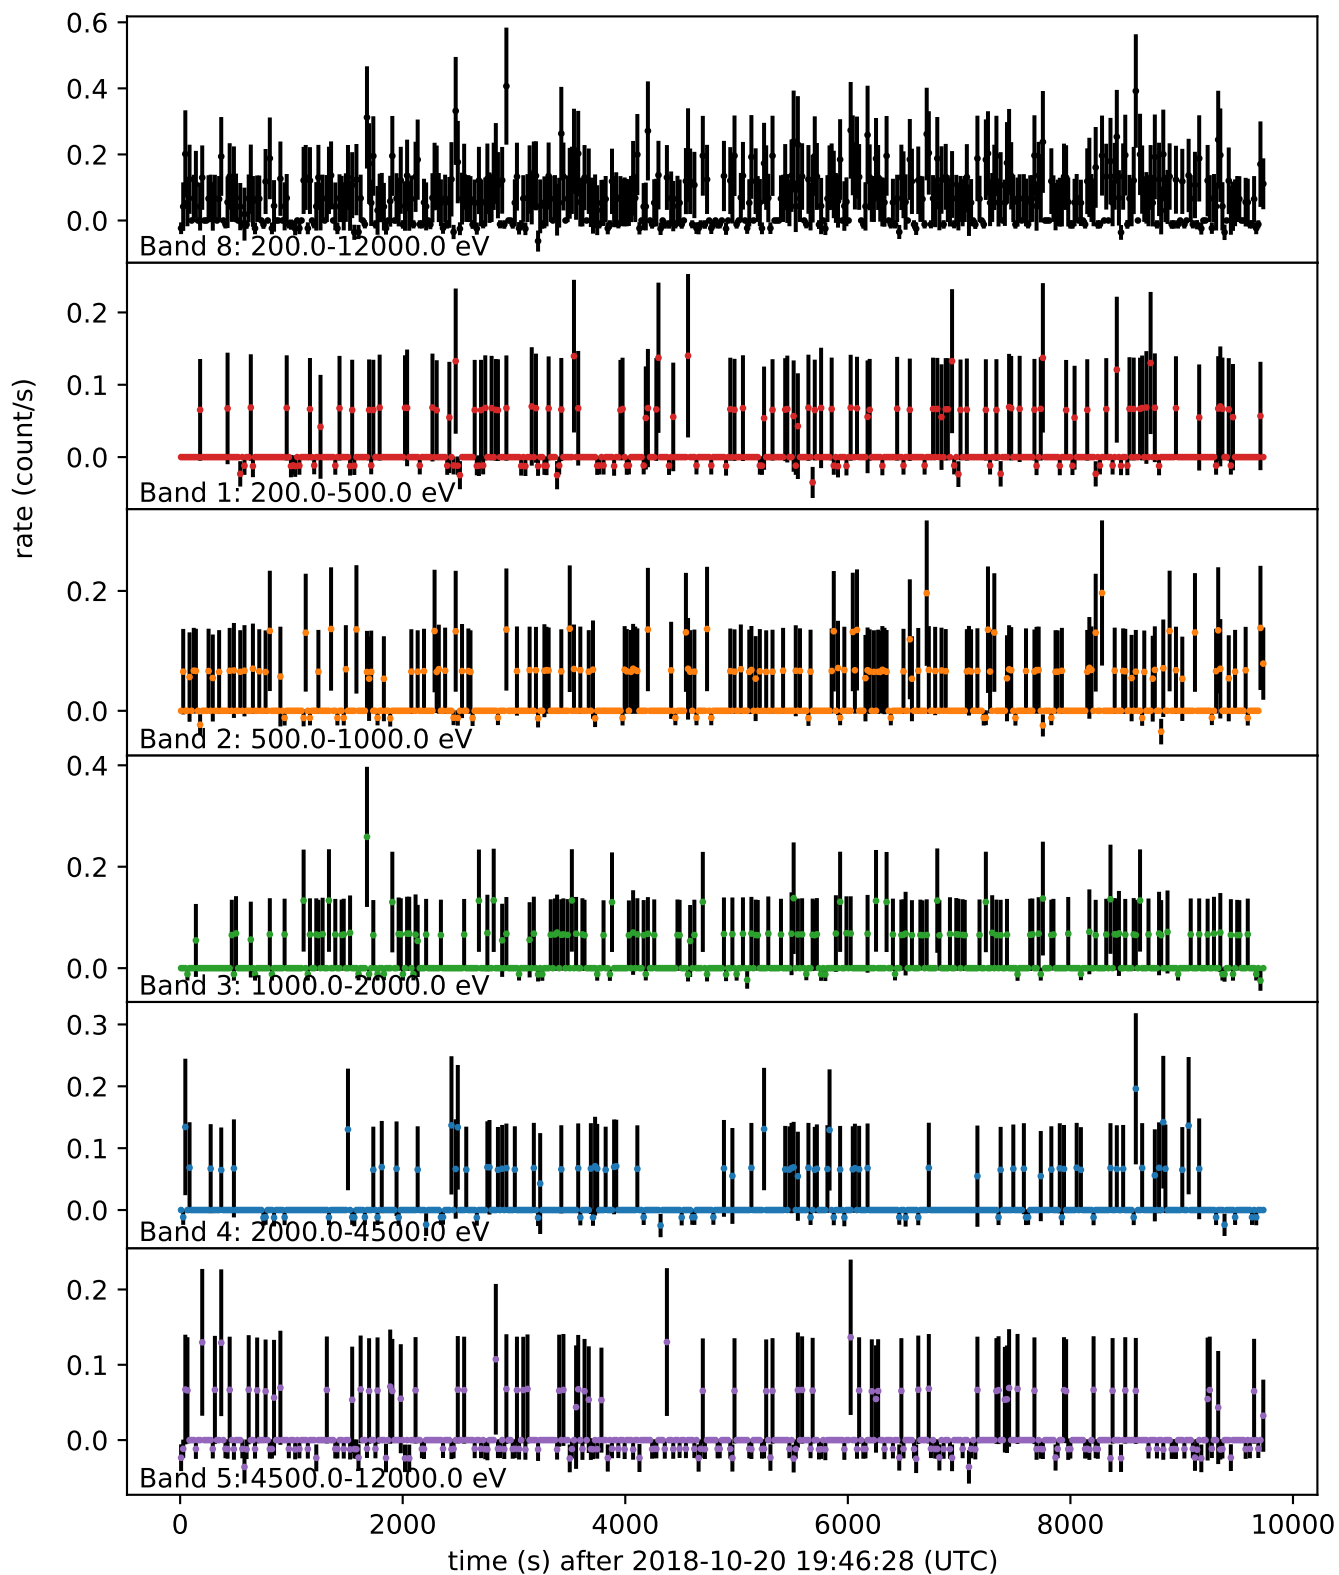 0.6
0.4
0.2
0.0
Band 8: 200.0-12000.0 eV
0.2
0.1
0.0
Band 1: 200.0-500.0 eV
rate (count/s)
0.2
0.0
Band 2: 500.0-1000.0 eV
0.4
0.2
0.0
Band 3: 1000.0-2000.0 eV
0.3
0.2
0.1
0.0
Band 4: 2000.0-4500.0 eV
0.2
0.1
0.0
Band 5: 4500.0-12000.0 eV
0 2000 4000 6000 8000 10000
time (s) after 2018-10-20 19:46:28 (UTC)